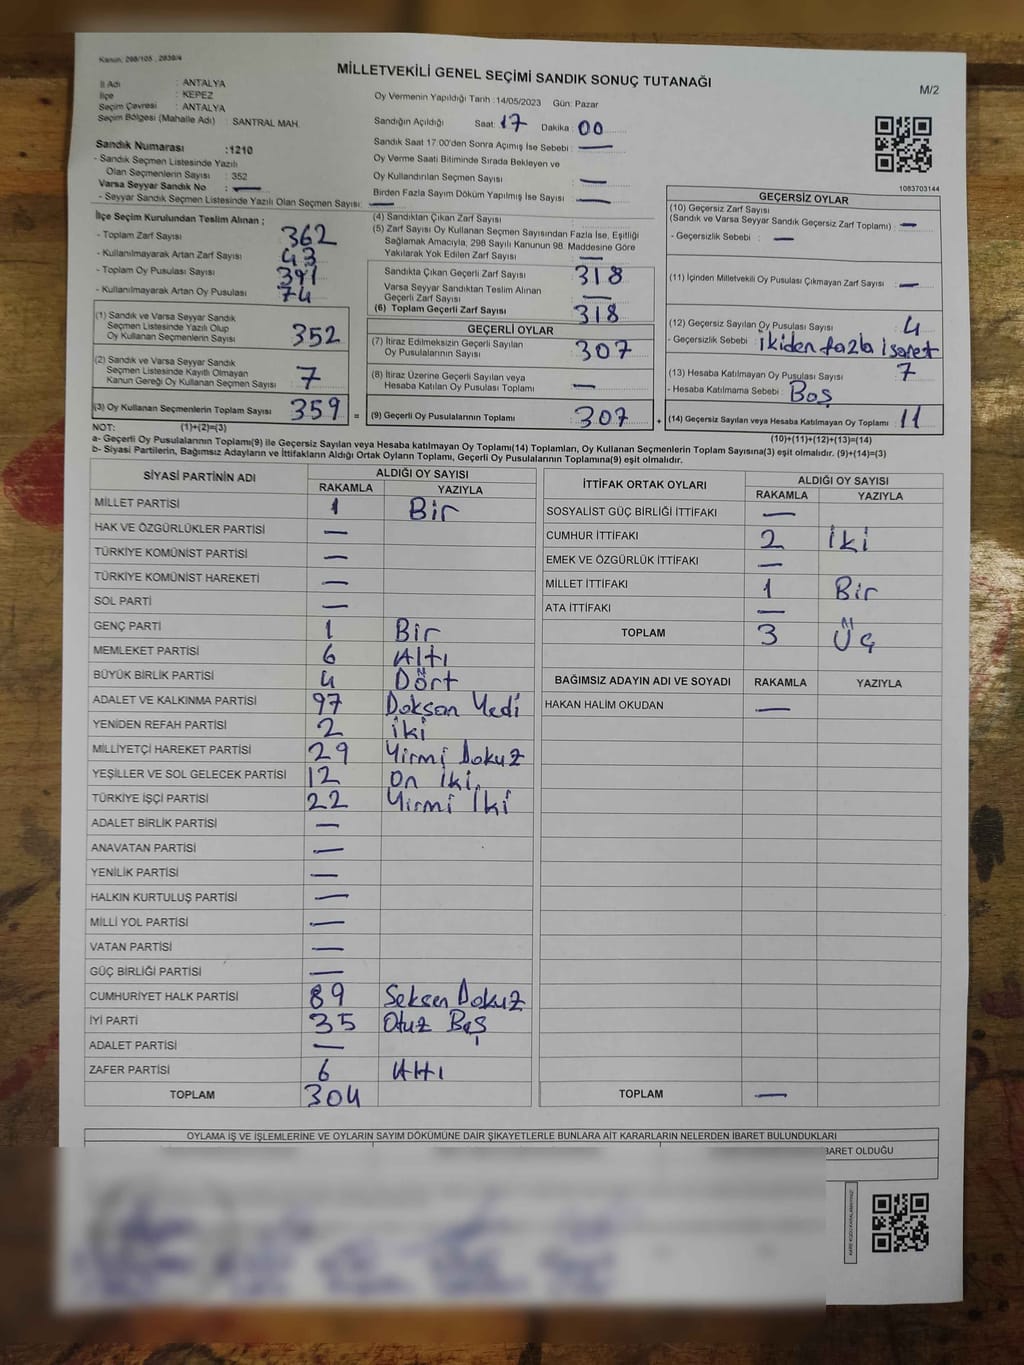 Kanun, 298/105 , 2839/4
MİLLETVEKİLİ GENEL SEÇİMİ SANDIK SONUÇ TUTANAĞI
M/2
İl Adı : ANTALYA
İlçe : KEPEZ
Seçim Çevresi : ANTALYA
Seçim Bölgesi (Mahalle Adı) : SANTRAL MAH.
Sandık Numarası :1210
- Sandık Seçmen Listesinde Yazılı
Olan Seçmenlerin Sayısı : 352
Varsa Seyyar Sandık No : —
- Seyyar Sandık Seçmen Listesinde Yazılı Olan Seçmen Sayısı: —
Oy Vermenin Yapıldığı Tarih :14/05/2023 Gün: Pazar
Sandığın Açıldığı Saat: 17 Dakika : 00
Sandık Saat 17.00'den Sonra Açımış İse Sebebi : —
Oy Verme Saati Bitiminde Sırada Bekleyen ve
Oy Kullandırılan Seçmen Sayısı : —
Birden Fazla Sayım Döküm Yapılmış İse Sayısı : —
1083703144
İlçe Seçim Kurulundan Teslim Alınan ;
- Toplam Zarf Sayısı : 362
- Kullanılmayarak Artan Zarf Sayısı : 43
- Toplam Oy Pusulası Sayısı : 391
- Kullanılmayarak Artan Oy Pusulası : 74
(1) Sandık ve Varsa Seyyar Sandık
Seçmen Listesinde Yazılı Olup
Oy Kullanan Seçmenlerin Sayısı : 352
(2) Sandık ve Varsa Seyyar Sandık
Seçmen Listesinde Kayıtlı Olmayan
Kanun Gereği Oy Kullanan Seçmen Sayısı : 7
(3) Oy Kullanan Seçmenlerin Toplam Sayısı : 359 =
(4) Sandıktan Çıkan Zarf Sayısı :
(5) Zarf Sayısı Oy Kullanan Seçmen Sayısından Fazla İse, Eşitliği
Sağlamak Amacıyla, 298 Sayılı Kanunun 98. Maddesine Göre
Yakılarak Yok Edilen Zarf Sayısı : —
Sandıkta Çıkan Geçerli Zarf Sayısı : 318
Varsa Seyyar Sandıktan Teslim Alınan
Geçerli Zarf Sayısı : —
(6) Toplam Geçerli Zarf Sayısı : 318
GEÇERLİ OYLAR
(7) İtiraz Edilmeksizin Geçerli Sayılan
Oy Pusulalarının Sayısı : 307
(8) İtiraz Üzerine Geçerli Sayılan veya
Hesaba Katılan Oy Pusulası Toplamı : —
(9) Geçerli Oy Pusulalarının Toplamı : 307 +
GEÇERSİZ OYLAR
(10) Geçersiz Zarf Sayısı
(Sandık ve Varsa Seyyar Sandık Geçersiz Zarf Toplamı) : —
- Geçersizlik Sebebi : —
(11) İçinden Milletvekili Oy Pusulası Çıkmayan Zarf Sayısı : —
(12) Geçersiz Sayılan Oy Pusulası Sayısı : 4
- Geçersizlik Sebebi : İkiden fazla işaret
(13) Hesaba Katılmayan Oy Pusulası Sayısı : 7
- Hesaba Katılmama Sebebi : Boş
(14) Geçersiz Sayılan veya Hesaba Katılmayan Oy Toplamı : 11
NOT: (1)+(2)=(3)
(10)+(11)+(12)+(13)=(14)
a- Geçerli Oy Pusulalarının Toplamı(9) ile Geçersiz Sayılan veya Hesaba katılmayan Oy Toplamı(14) Toplamları, Oy Kullanan Seçmenlerin Toplam Sayısına(3) eşit olmalıdır. (9)+(14)=(3)
b- Siyasi Partilerin, Bağımsız Adayların ve İttifakların Aldığı Ortak Oyların Toplamı, Geçerli Oy Pusulalarının Toplamına(9) eşit olmalıdır.
SİYASİ PARTİNİN ADI ALDIĞI OY SAYISI
RAKAMLA YAZIYLA
MİLLET PARTİSİ 1 Bir
HAK VE ÖZGÜRLÜKLER PARTİSİ —
TÜRKİYE KOMÜNİST PARTİSİ —
TÜRKİYE KOMÜNİST HAREKETİ —
SOL PARTİ —
GENÇ PARTİ 1 Bir
MEMLEKET PARTİSİ 6 Altı
BÜYÜK BİRLİK PARTİSİ 4 Dört
ADALET VE KALKINMA PARTİSİ 97 Doksan Yedi
YENİDEN REFAH PARTİSİ 2 İki
MİLLİYETÇİ HAREKET PARTİSİ 29 Yirmi Dokuz
YEŞİLLER VE SOL GELECEK PARTİSİ 12 On İki
TÜRKİYE İŞÇİ PARTİSİ 22 Yirmi İki
ADALET BİRLİK PARTİSİ —
ANAVATAN PARTİSİ —
YENİLİK PARTİSİ —
HALKIN KURTULUŞ PARTİSİ —
MİLLİ YOL PARTİSİ —
VATAN PARTİSİ —
GÜÇ BİRLİĞİ PARTİSİ —
CUMHURİYET HALK PARTİSİ 89 Seksen Dokuz
İYİ PARTİ 35 Otuz Beş
ADALET PARTİSİ —
ZAFER PARTİSİ 6 Altı
TOPLAM 304
İTTİFAK ORTAK OYLARI ALDIĞI OY SAYISI
RAKAMLA YAZIYLA
SOSYALİST GÜÇ BİRLİĞİ İTTİFAKI —
CUMHUR İTTİFAKI 2 İki
EMEK VE ÖZGÜRLÜK İTTİFAKI —
MİLLET İTTİFAKI 1 Bir
ATA İTTİFAKI —
TOPLAM 3 Üç
BAĞIMSIZ ADAYIN ADI VE SOYADI RAKAMLA YAZIYLA
HAKAN HALİM OKUDAN —
TOPLAM —
OYLAMA İŞ VE İŞLEMLERİNE VE OYLARIN SAYIM DÖKÜMÜNE DAİR ŞİKAYETLERLE BUNLARA AİT KARARLARIN NELERDEN İBARET BULUNDUKLARI
BARET OLDUĞU